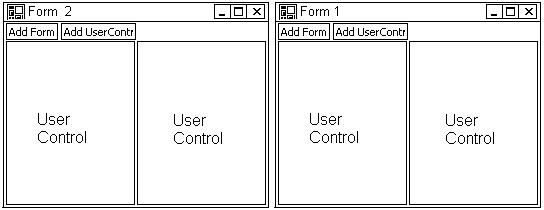 Form 2
Add Form Add UserContr
User
Control
User
Control
Form 1
Add Form Add UserContr
User
Control
User
Control